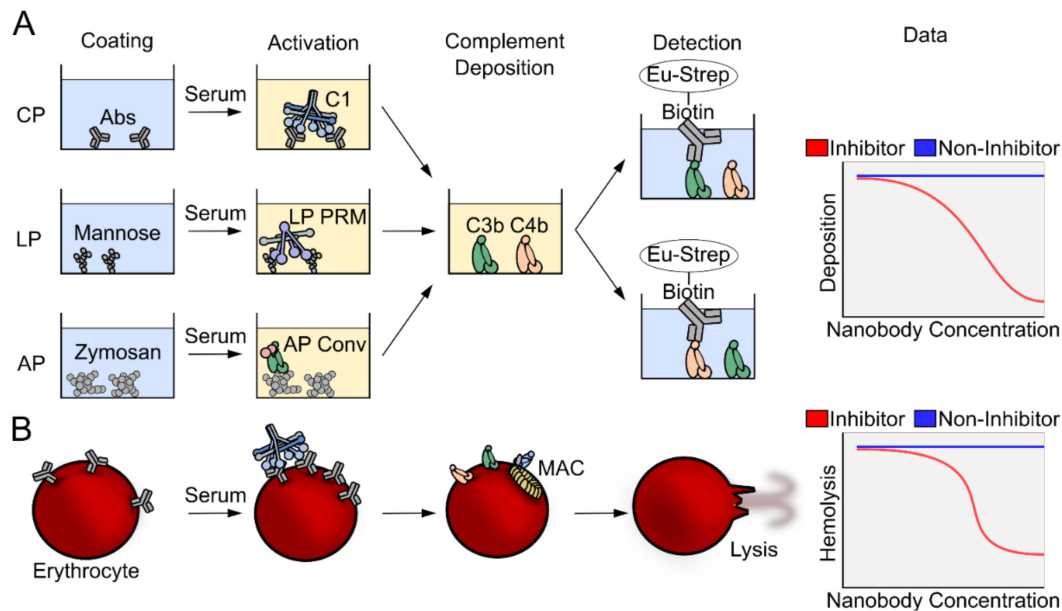 A
Coating
Activation
Complement
Deposition
Detection
Data
CP
Abs
Serum
C1
Eu-Strep
Biotin
LP
Mannose
Serum
LP PRM
C3b C4b
Inhibitor Non-Inhibitor
Deposition
Nanobody Concentration
Eu-Strep
Biotin
AP
Zymosan
Serum
AP Conv
B
Erythrocyte
Serum
MAC
Lysis
Inhibitor Non-Inhibitor
Hemolysis
Nanobody Concentration